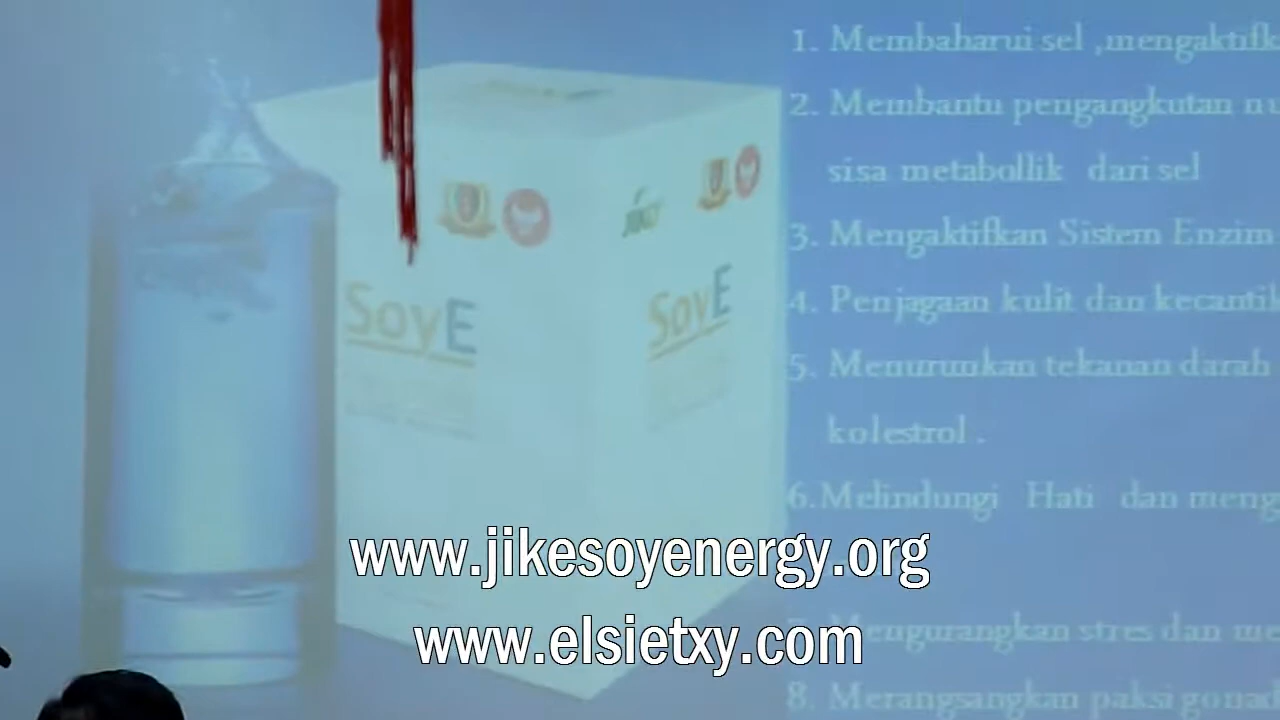 1. Membaharui sel ,mengaktifk
2. Membantu pengangkutan nu
sisa metabollik dari sel
3. Mengaktifkan Sistem Enzim
4. Penjagaan kulit dan kecantik
5. Menurunkan tekanan darah
kolestrol .
6. Melindungi Hati dan meng
7. Mengurangkan stres dan me
8. Merangsangkan paksi gonad
SoyE
SoyE
www.jikesoyenergy.org
www.elsietxy.com